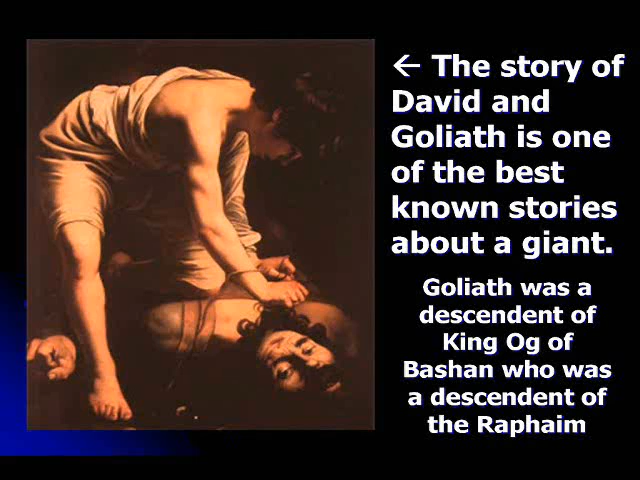 ← The story of
David and
Goliath is one
of the best
known stories
about a giant.
Goliath was a
descendent of
King Og of
Bashan who was
a descendent of
the Raphaim